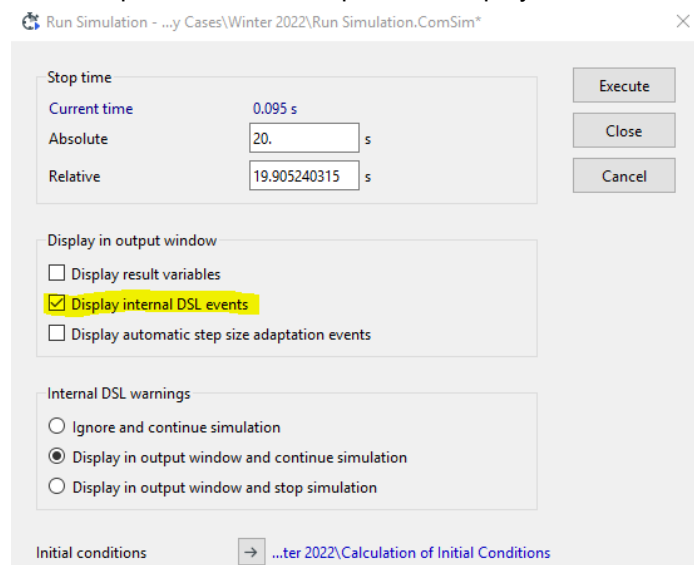 Run Simulation - ...y Cases\Winter 2022\Run Simulation.ComSim*
Stop time
Execute
Current time 0.095 s
Absolute 20. s
Close
Relative 19.905240315 s
Cancel
Display in output window
Display result variables
Display internal DSL events
Display automatic step size adaptation events
Internal DSL warnings
Ignore and continue simulation
Display in output window and continue simulation
Display in output window and stop simulation
Initial conditions ...ter 2022\Calculation of Initial Conditions